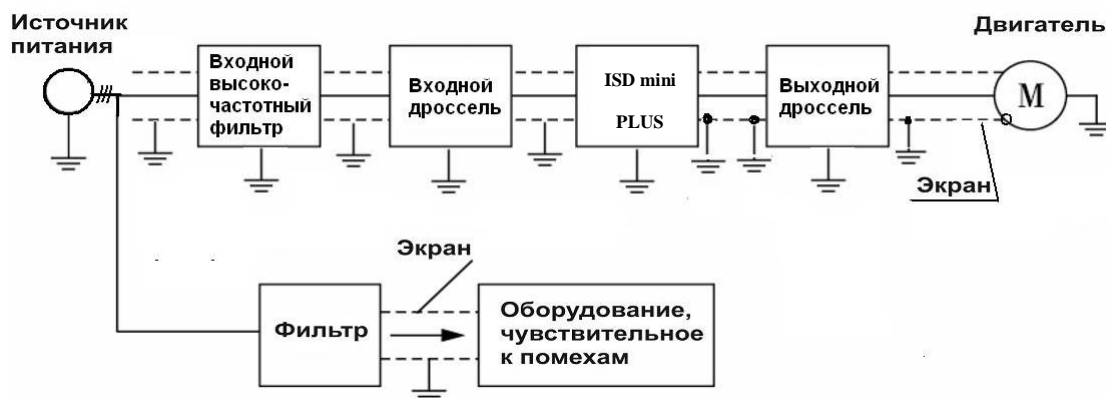 Источник
питания
Входной
высоко-
частотный
фильтр
Входной
дроссель
ISD mini
PLUS
Выходной
дроссель
Двигатель
М
Экран
Экран
Фильтр
Оборудование,
чувствительное
к помехам